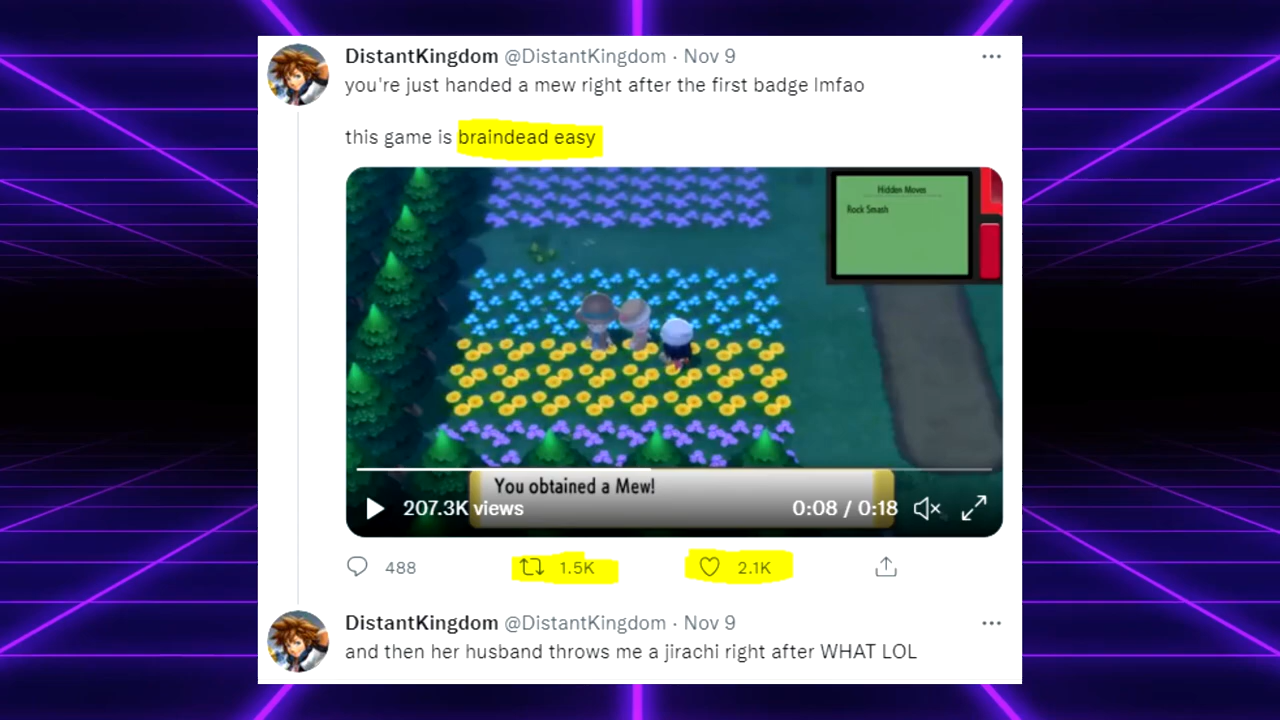 DistantKingdom @DistantKingdom · Nov 9
you're just handed a mew right after the first badge lmfao
this game is braindead easy
Hidden Moves
Rock Smash
You obtained a Mew!
207.3K views
0:08 / 0:18
488
1.5K
2.1K
DistantKingdom @DistantKingdom · Nov 9
and then her husband throws me a jirachi right after WHAT LOL